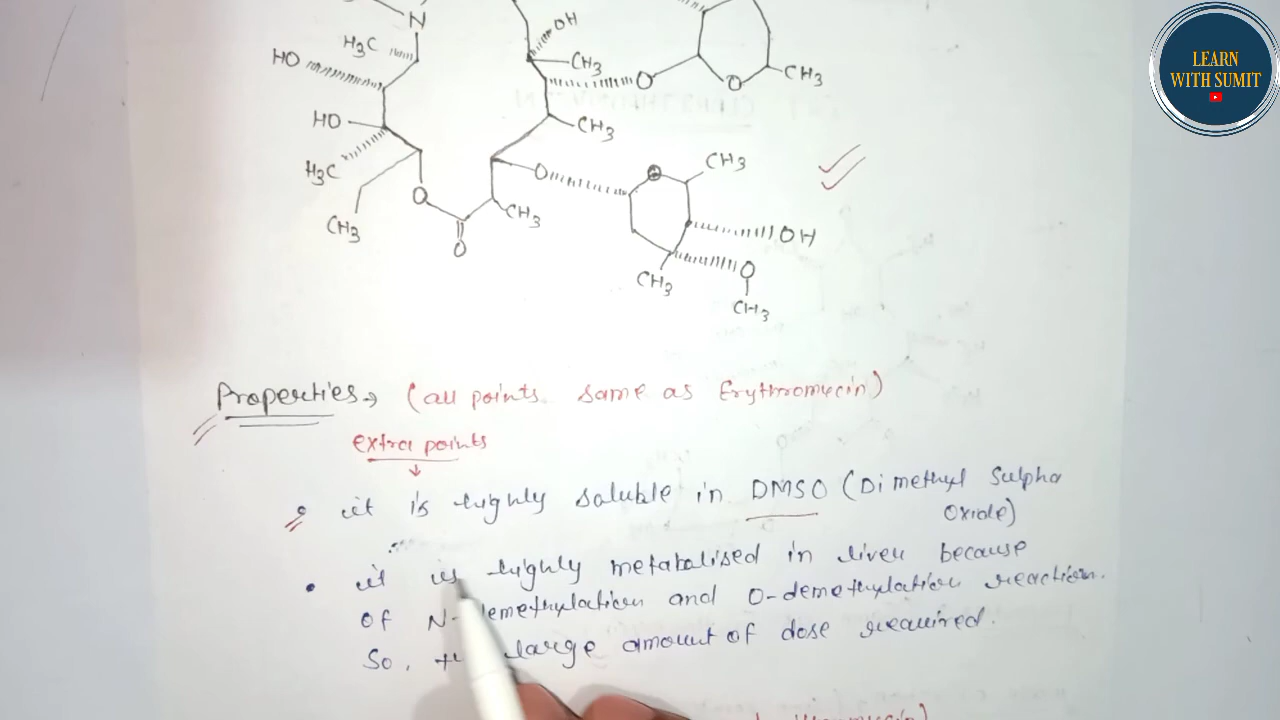 N
OH
H3C
HO
CH3
O
O
CH3
HO
CH3
H3C
O
CH3
O
CH3
CH3
O
OH
O
CH3
CH3
LEARN
WITH SUMIT
Properties → (all points same as Erythromycin)
extra points
↓
• it is highly soluble in DMSO (Dimethyl Sulpha
Oxide)
• it is highly metabolised in liver because
of N- demethylation and O-demethylation reaction.
So, large amount of dose required.